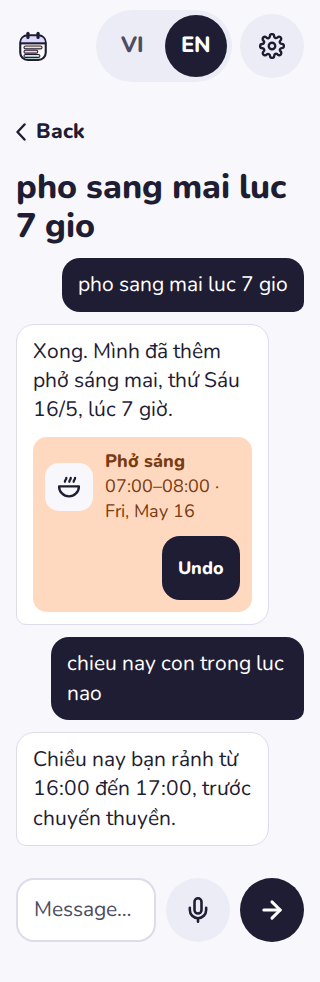 VI EN
Back
pho sang mai luc
7 gio
pho sang mai luc 7 gio
Xong. Mình đã thêm
phở sáng mai, thứ Sáu
16/5, lúc 7 giờ.
Phở sáng
07:00–08:00 ·
Fri, May 16
Undo
chieu nay con trong luc
nao
Chiều nay bạn rảnh từ
16:00 đến 17:00, trước
chuyến thuyền.
Message...